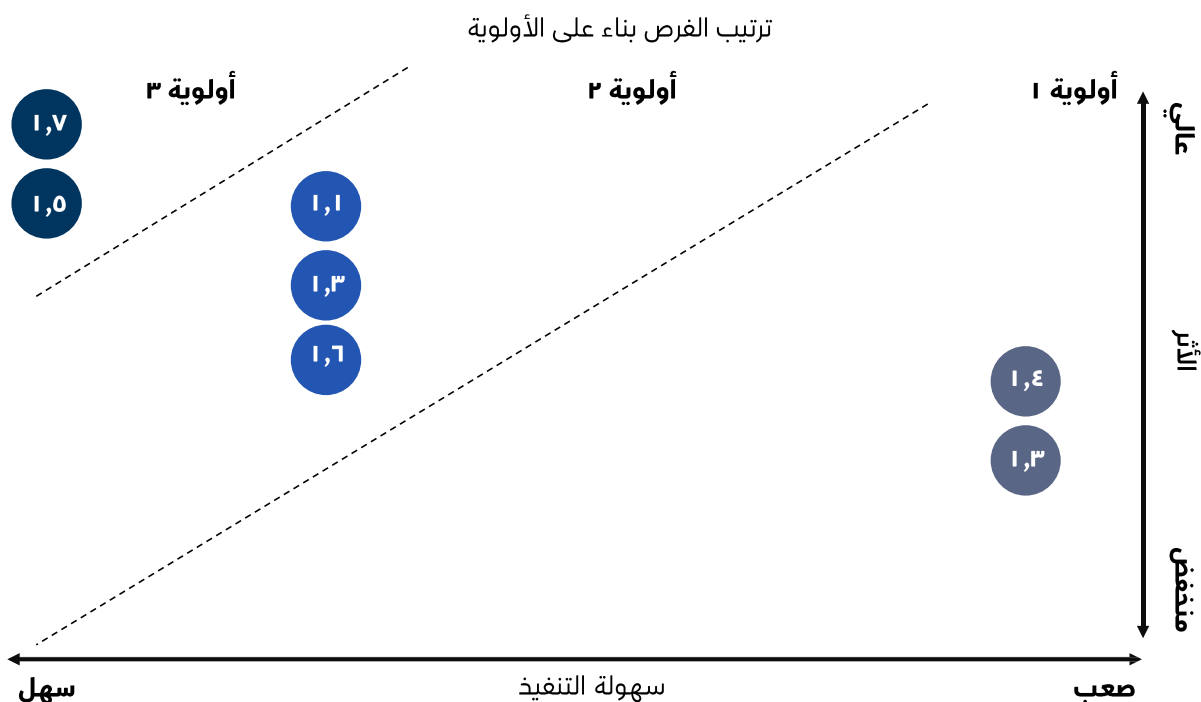 ترتيب الفرص بناء على الأولوية
أولوية ١
أولوية ٢
أولوية ٣
عالي
١,٧
١,٥
١,١
١,٣
١,٦
الأثر
١,٤
١,٣
منخفض
صعب
سهولة التنفيذ
سهل